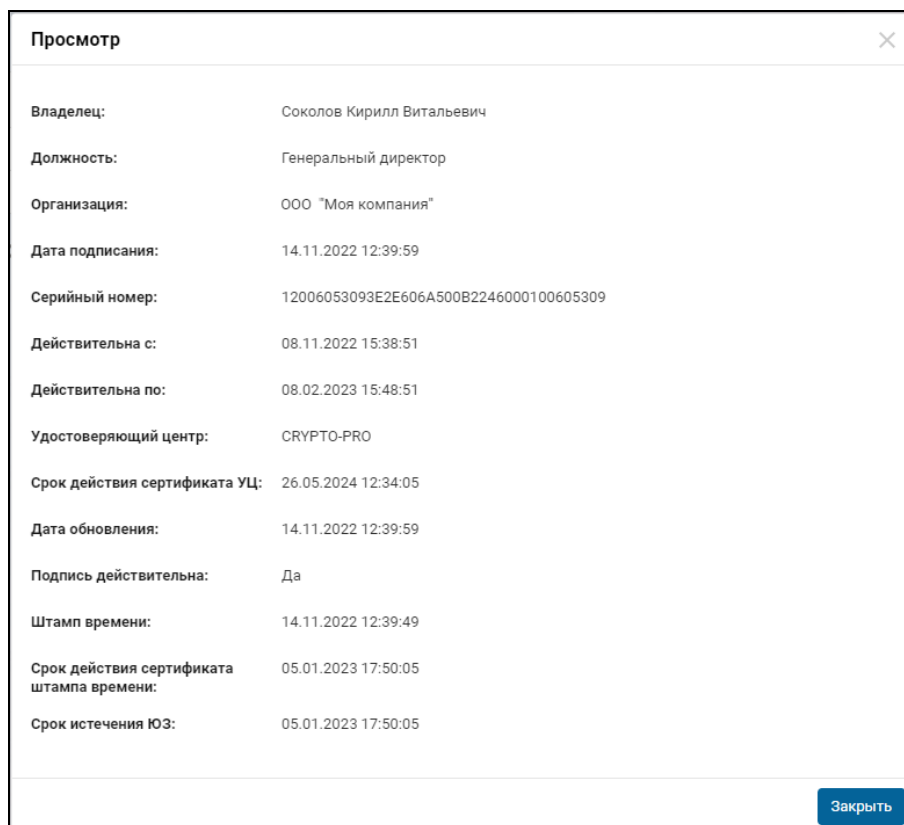 Просмотр
Владелец: Соколов Кирилл Витальевич
Должность: Генеральный директор
Организация: ООО "Моя компания"
Дата подписания: 14.11.2022 12:39:59
Серийный номер: 12006053093E2E606A500B2246000100605309
Действительна с: 08.11.2022 15:38:51
Действительна по: 08.02.2023 15:48:51
Удостоверяющий центр: CRYPTO-PRO
Срок действия сертификата УЦ: 26.05.2024 12:34:05
Дата обновления: 14.11.2022 12:39:59
Подпись действительна: Да
Штамп времени: 14.11.2022 12:39:49
Срок действия сертификата 05.01.2023 17:50:05
штампа времени:
Срок истечения ЮЗ: 05.01.2023 17:50:05
Закрыть